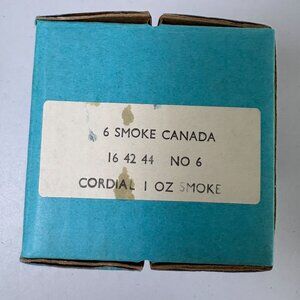 6 SMOKE CANADA
16 42 44 NO 6
CORDIAL 1 OZ SMOKE